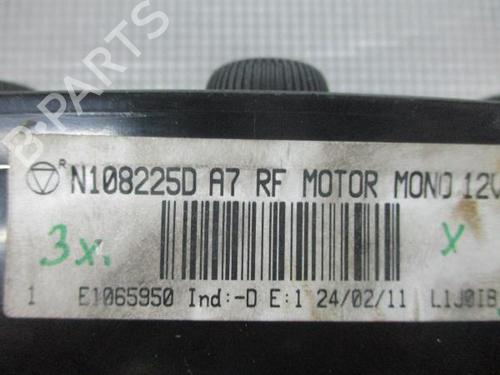 R N108225D A7 RF MOTOR MONO 12V
3x. x
1 E1065950 Ind:-D E:1 24/02/11 L1J0IB
B PARTS